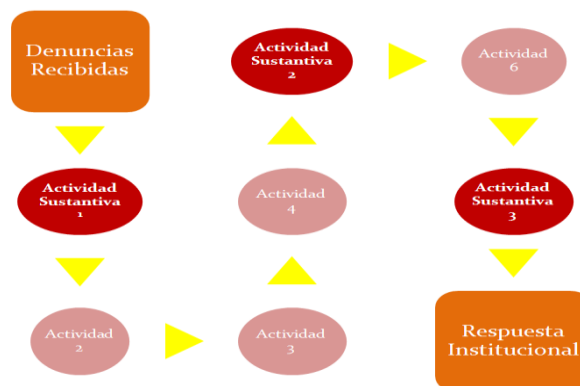 Denuncias
Recibidas
Actividad
Sustantiva
1
Actividad
2
Actividad
3
Actividad
4
Actividad
Sustantiva
2
Actividad
6
Actividad
Sustantiva
3
Respuesta
Institucional